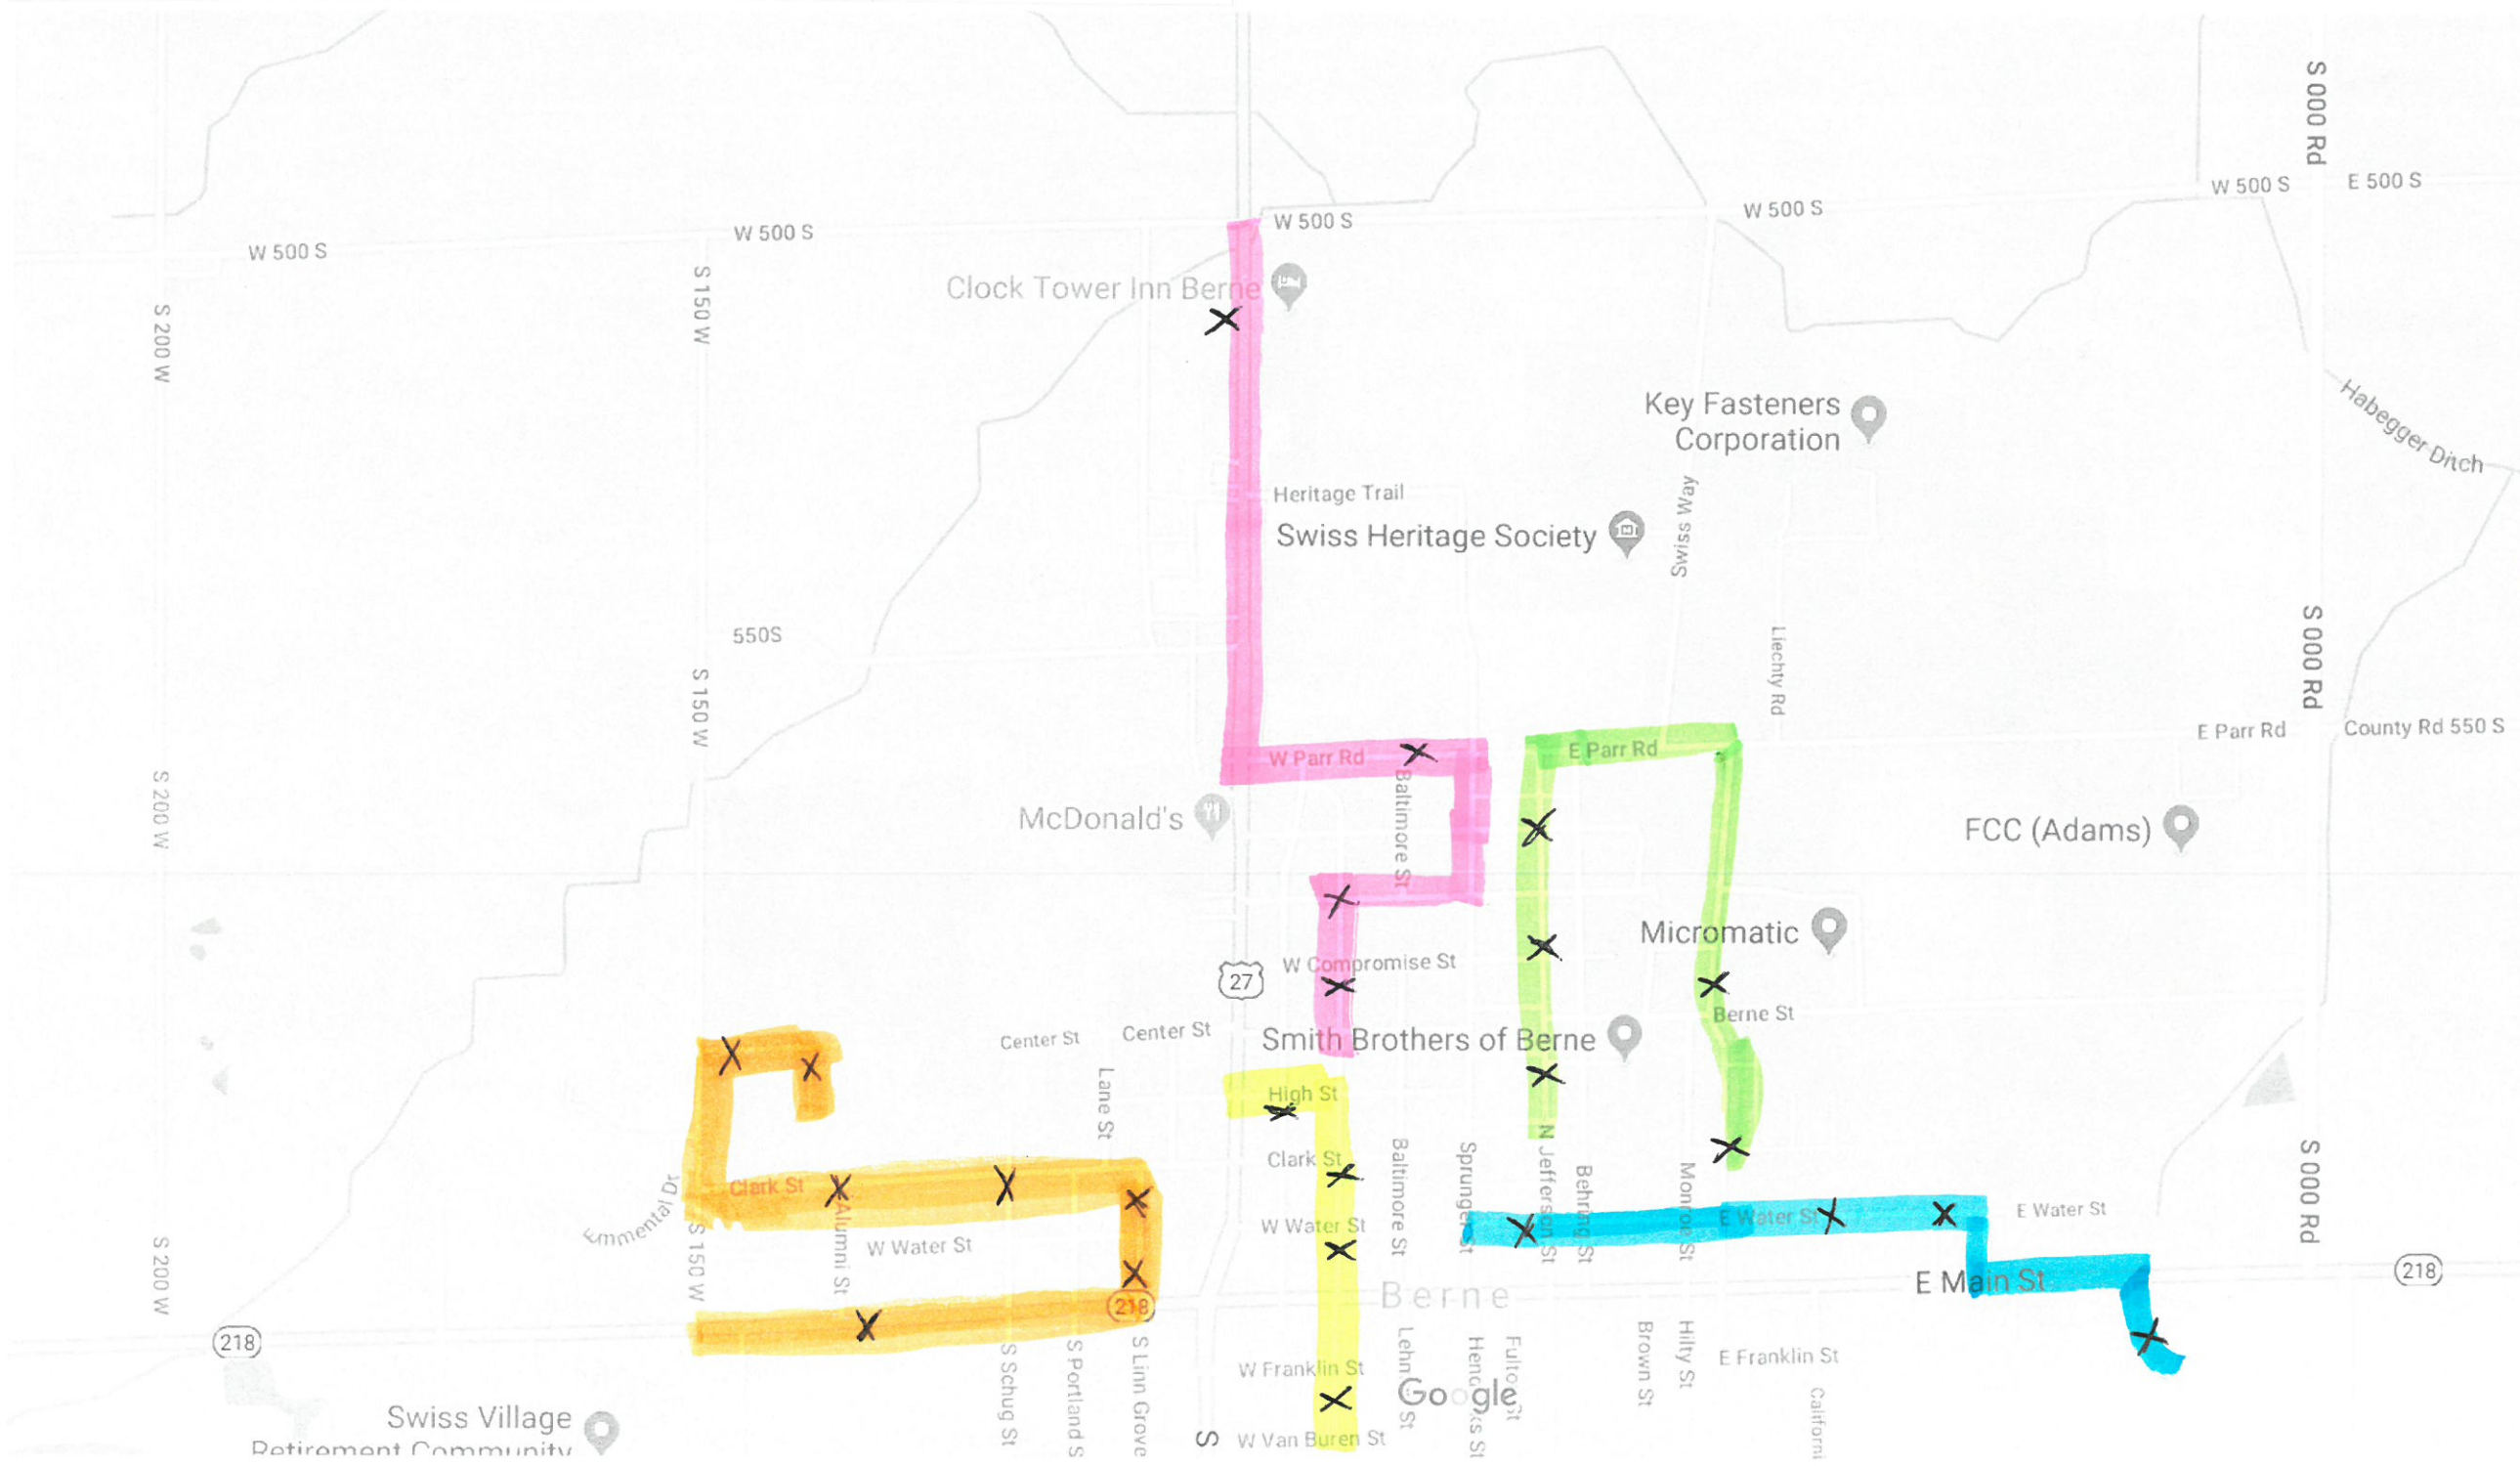 S 000 Rd
W 500 S
E 500 S
W 500 S
W 500 S
W 500 S
W 500 S
Clock Tower Inn Berne
S 150 W
S 200 W
Habegger Ditch
Key Fasteners
Corporation
Heritage Trail
Swiss Heritage Society
Swiss Way
550S
Liechty Rd
S 000 Rd
S 150 W
E Parr Rd
County Rd 550 S
W Parr Rd
E Parr Rd
Baltimore St
S 200 W
McDonald's
FCC (Adams)
Micromatic
W Compromise St
27
Berne St
Center St
Center St
Smith Brothers of Berne
Lane St
High St
Clark St
Baltimore St
Sprunger St
N Jefferson St
Behring St
Monroe St
S 000 Rd
Emmental Dr
Clark St
Alumni St
W Water St
W Water St
E Water St
E Water St
S 150 W
S 200 W
218
218
218
Berne
E Main St
S Schug St
S Portland S
S Linn Grove
W Franklin St
Brown St
Hilty St
E Franklin St
Google
Swiss Village
Retirement Community
S
W Van Buren St